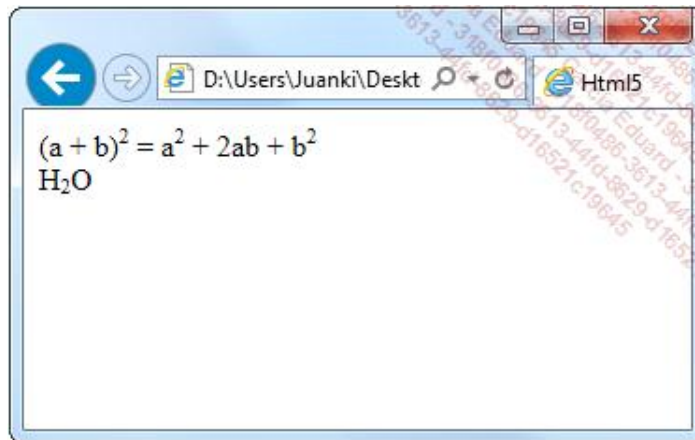 D:\Users\Juanki\Deskt
Html5
(a + b)² = a² + 2ab + b²
H₂O